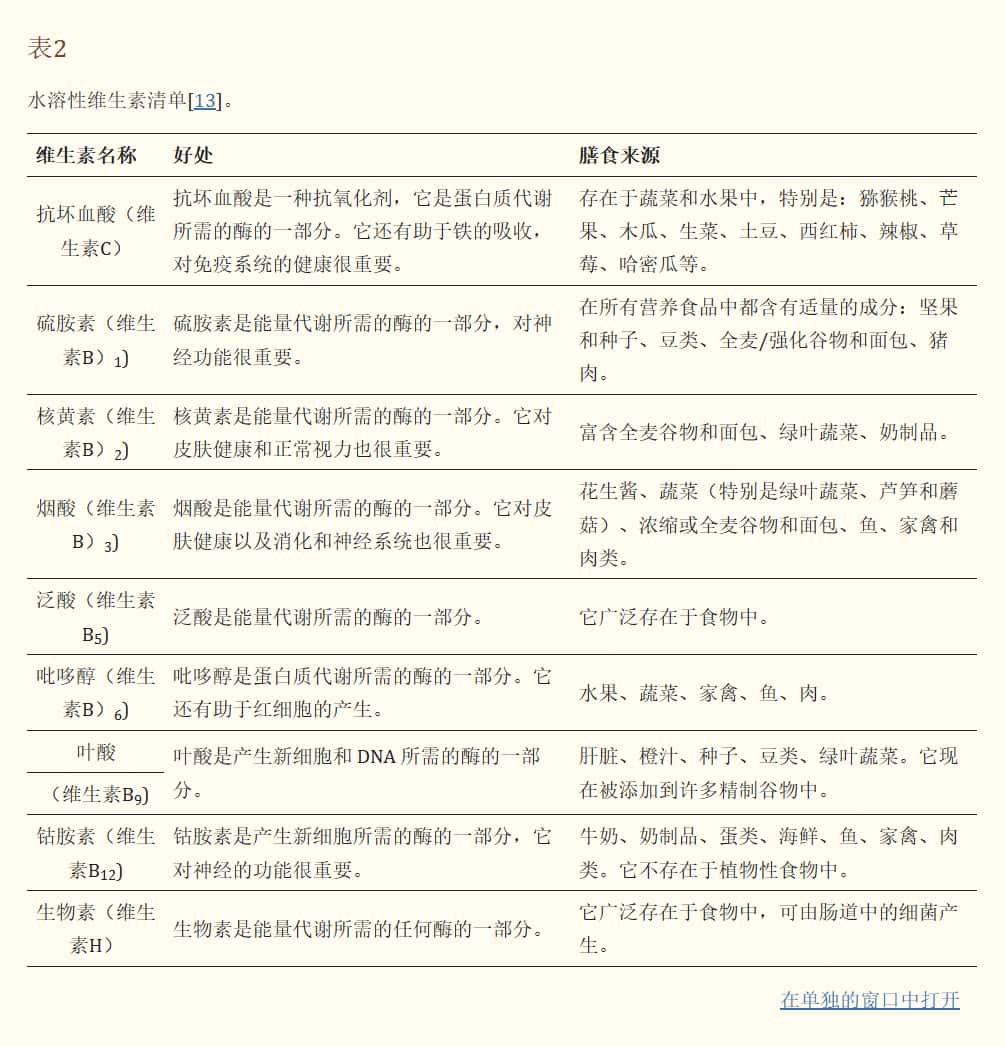 表2
水溶性维生素清单[13]。
维生素名称 好处 膳食来源
抗坏血酸（维
生素C）
抗坏血酸是一种抗氧化剂，它是蛋白质代谢
所需的酶的一部分。它还有助于铁的吸收，
对免疫系统的健康很重要。
存在于蔬菜和水果中，特别是：猕猴桃、芒
果、木瓜、生菜、土豆、西红柿、辣椒、草
莓、哈密瓜等。
硫胺素（维生
素B）1)
硫胺素是能量代谢所需的酶的一部分，对神
经功能很重要。
在所有营养食品中都含有适量的成分：坚果
和种子、豆类、全麦/强化谷物和面包、猪
肉。
核黄素（维生
素B）2)
核黄素是能量代谢所需的酶的一部分。它对
皮肤健康和正常视力也很重要。
富含全麦谷物和面包、绿叶蔬菜、奶制品。
烟酸（维生素
B）3)
烟酸是能量代谢所需的酶的一部分。它对皮
肤健康以及消化和神经系统也很重要。
花生酱、蔬菜（特别是绿叶蔬菜、芦笋和蘑
菇）、浓缩或全麦谷物和面包、鱼、家禽和
肉类。
泛酸（维生素
B5)
泛酸是能量代谢所需的酶的一部分。
它广泛存在于食物中。
吡哆醇（维生
素B）6)
吡哆醇是蛋白质代谢所需的酶的一部分。它
还有助于红细胞的产生。
水果、蔬菜、家禽、鱼、肉。
叶酸
（维生素B9)
叶酸是产生新细胞和 DNA 所需的酶的一部
分。
肝脏、橙汁、种子、豆类、绿叶蔬菜。它现
在被添加到许多精制谷物中。
钴胺素（维生
素B12)
钴胺素是产生新细胞所需的酶的一部分，它
对神经的功能很重要。
牛奶、奶制品、蛋类、海鲜、鱼、家禽、肉
类。它不存在于植物性食物中。
生物素（维生
素H）
生物素是能量代谢所需的任何酶的一部分。
它广泛存在于食物中，可由肠道中的细菌产
生。
在单独的窗口中打开